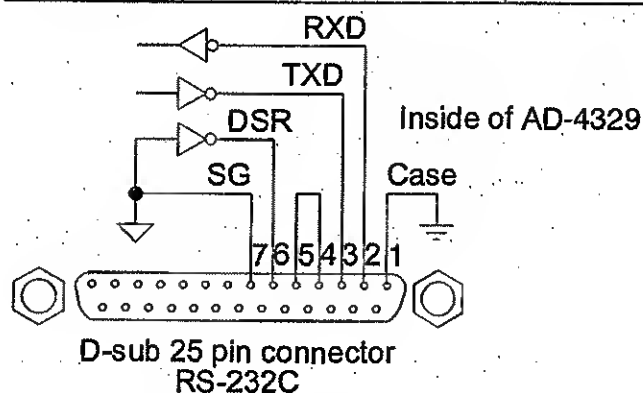 RXD
TXD
DSR
Inside of AD-4329
SG
Case
7 6 5 4 3 2 1
D-sub 25 pin connector
RS-232C